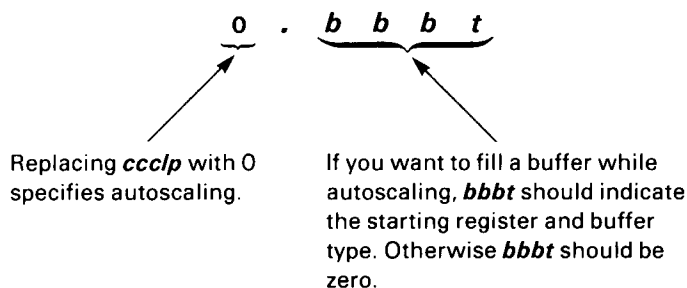 0 . b b b t
Replacing ccclp with 0
specifies autoscaling.
If you want to fill a buffer while
autoscaling, bbbt should indicate
the starting register and buffer
type. Otherwise bbbt should be
zero.